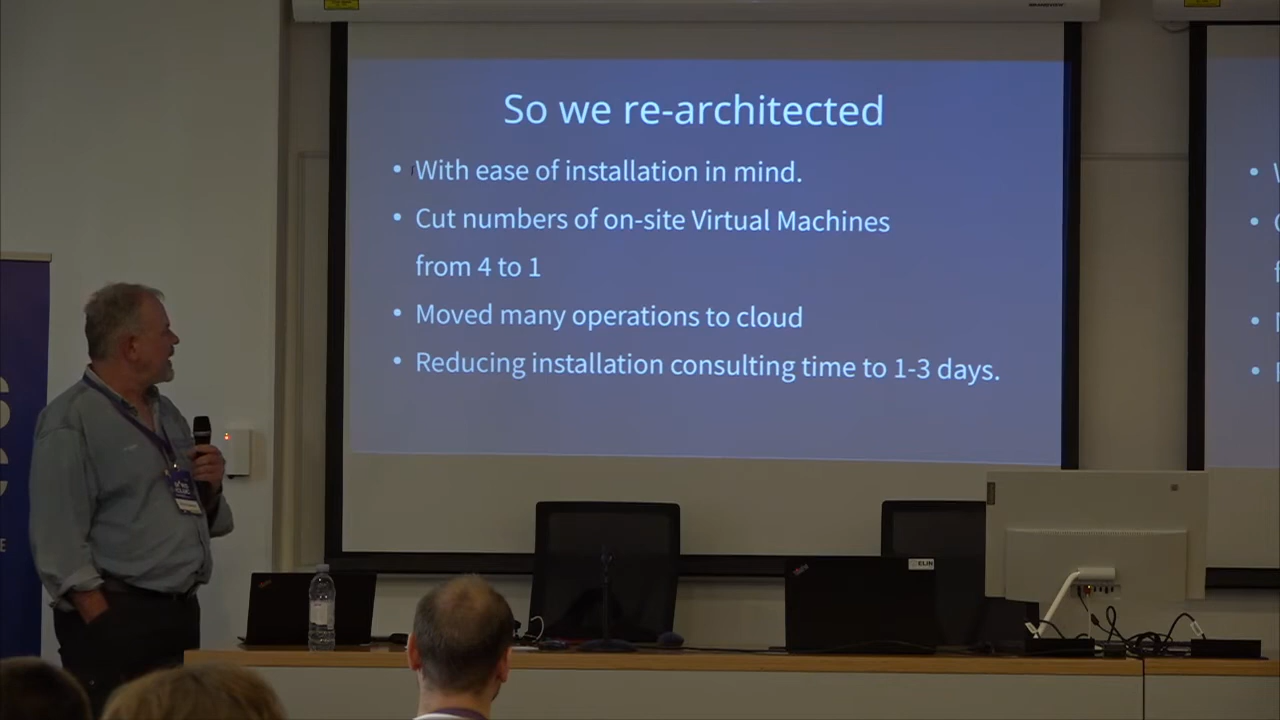 So we re-architected
• With ease of installation in mind.
• Cut numbers of on-site Virtual Machines
from 4 to 1
• Moved many operations to cloud
• Reducing installation consulting time to 1-3 days.